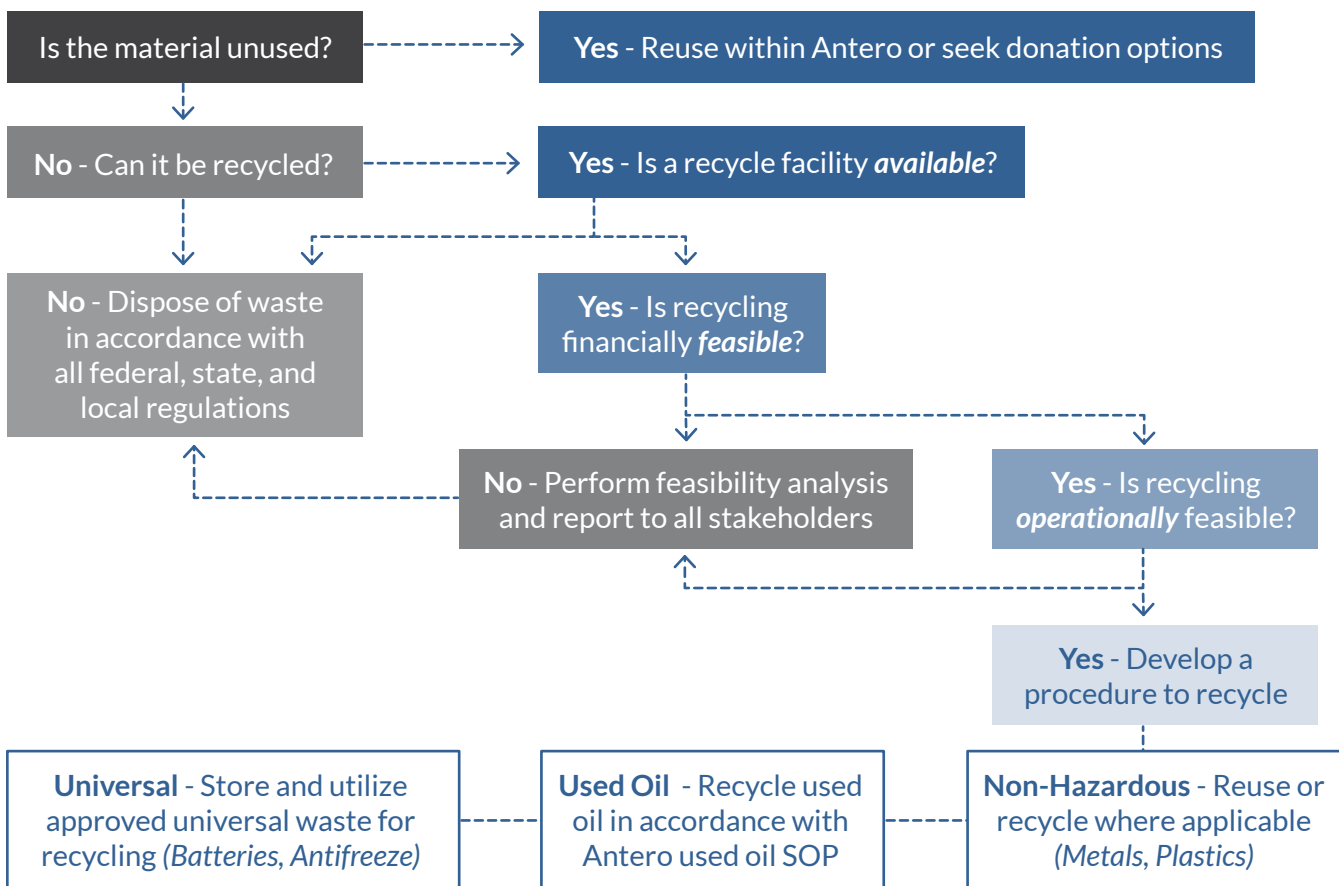 Is the material unused?
Yes - Reuse within Antero or seek donation options
No - Can it be recycled?
Yes - Is a recycle facility available?
No - Dispose of waste
in accordance with
all federal, state, and
local regulations
Yes - Is recycling
financially feasible?
No - Perform feasibility analysis
and report to all stakeholders
Yes - Is recycling
operationally feasible?
Yes - Develop a
procedure to recycle
Universal - Store and utilize
approved universal waste for
recycling (Batteries, Antifreeze)
Used Oil - Recycle used
oil in accordance with
Antero used oil SOP
Non-Hazardous - Reuse or
recycle where applicable
(Metals, Plastics)